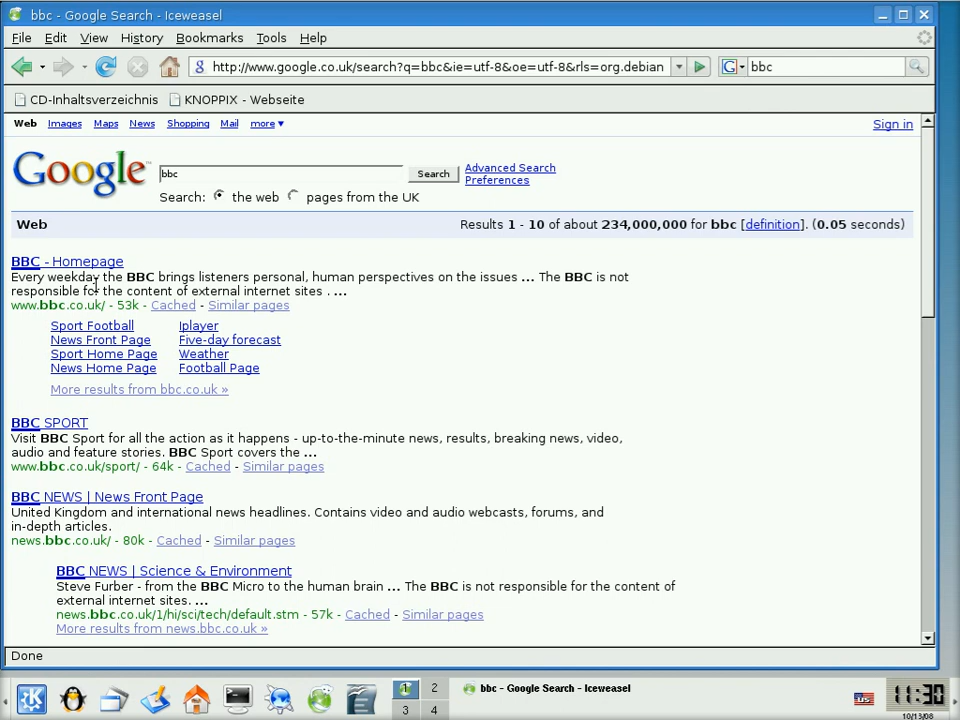 bbc - Google Search - Iceweasel
File Edit View History Bookmarks Tools Help
http://www.google.co.uk/search?q=bbc&ie=utf-8&oe=utf-8&rls=org.debian
G bbc
CD-Inhaltsverzeichnis KNOPPIX - Webseite
Web Images Maps News Shopping Mail more ▾ Sign in
Google™ bbc Search Advanced Search
Preferences
Search: the web pages from the UK
Web Results 1 - 10 of about 234,000,000 for bbc [definition]. (0.05 seconds)
BBC - Homepage
Every weekday the BBC brings listeners personal, human perspectives on the issues ... The BBC is not
responsible for the content of external internet sites . ...
www.bbc.co.uk/ - 53k - Cached - Similar pages
Sport Football Iplayer
News Front Page Five-day forecast
Sport Home Page Weather
News Home Page Football Page
More results from bbc.co.uk »
BBC SPORT
Visit BBC Sport for all the action as it happens - up-to-the-minute news, results, breaking news, video,
audio and feature stories. BBC Sport covers the ...
www.bbc.co.uk/sport/ - 64k - Cached - Similar pages
BBC NEWS | News Front Page
United Kingdom and international news headlines. Contains video and audio webcasts, forums, and
in-depth articles.
news.bbc.co.uk/ - 80k - Cached - Similar pages
BBC NEWS | Science & Environment
Steve Furber - from the BBC Micro to the human brain ... The BBC is not responsible for the content of
external internet sites. ...
news.bbc.co.uk/1/hi/sci/tech/default.stm - 57k - Cached - Similar pages
More results from news.bbc.co.uk »
Done
1 2 bbc - Google Search - Iceweasel
3 4
11:30
10/13/08